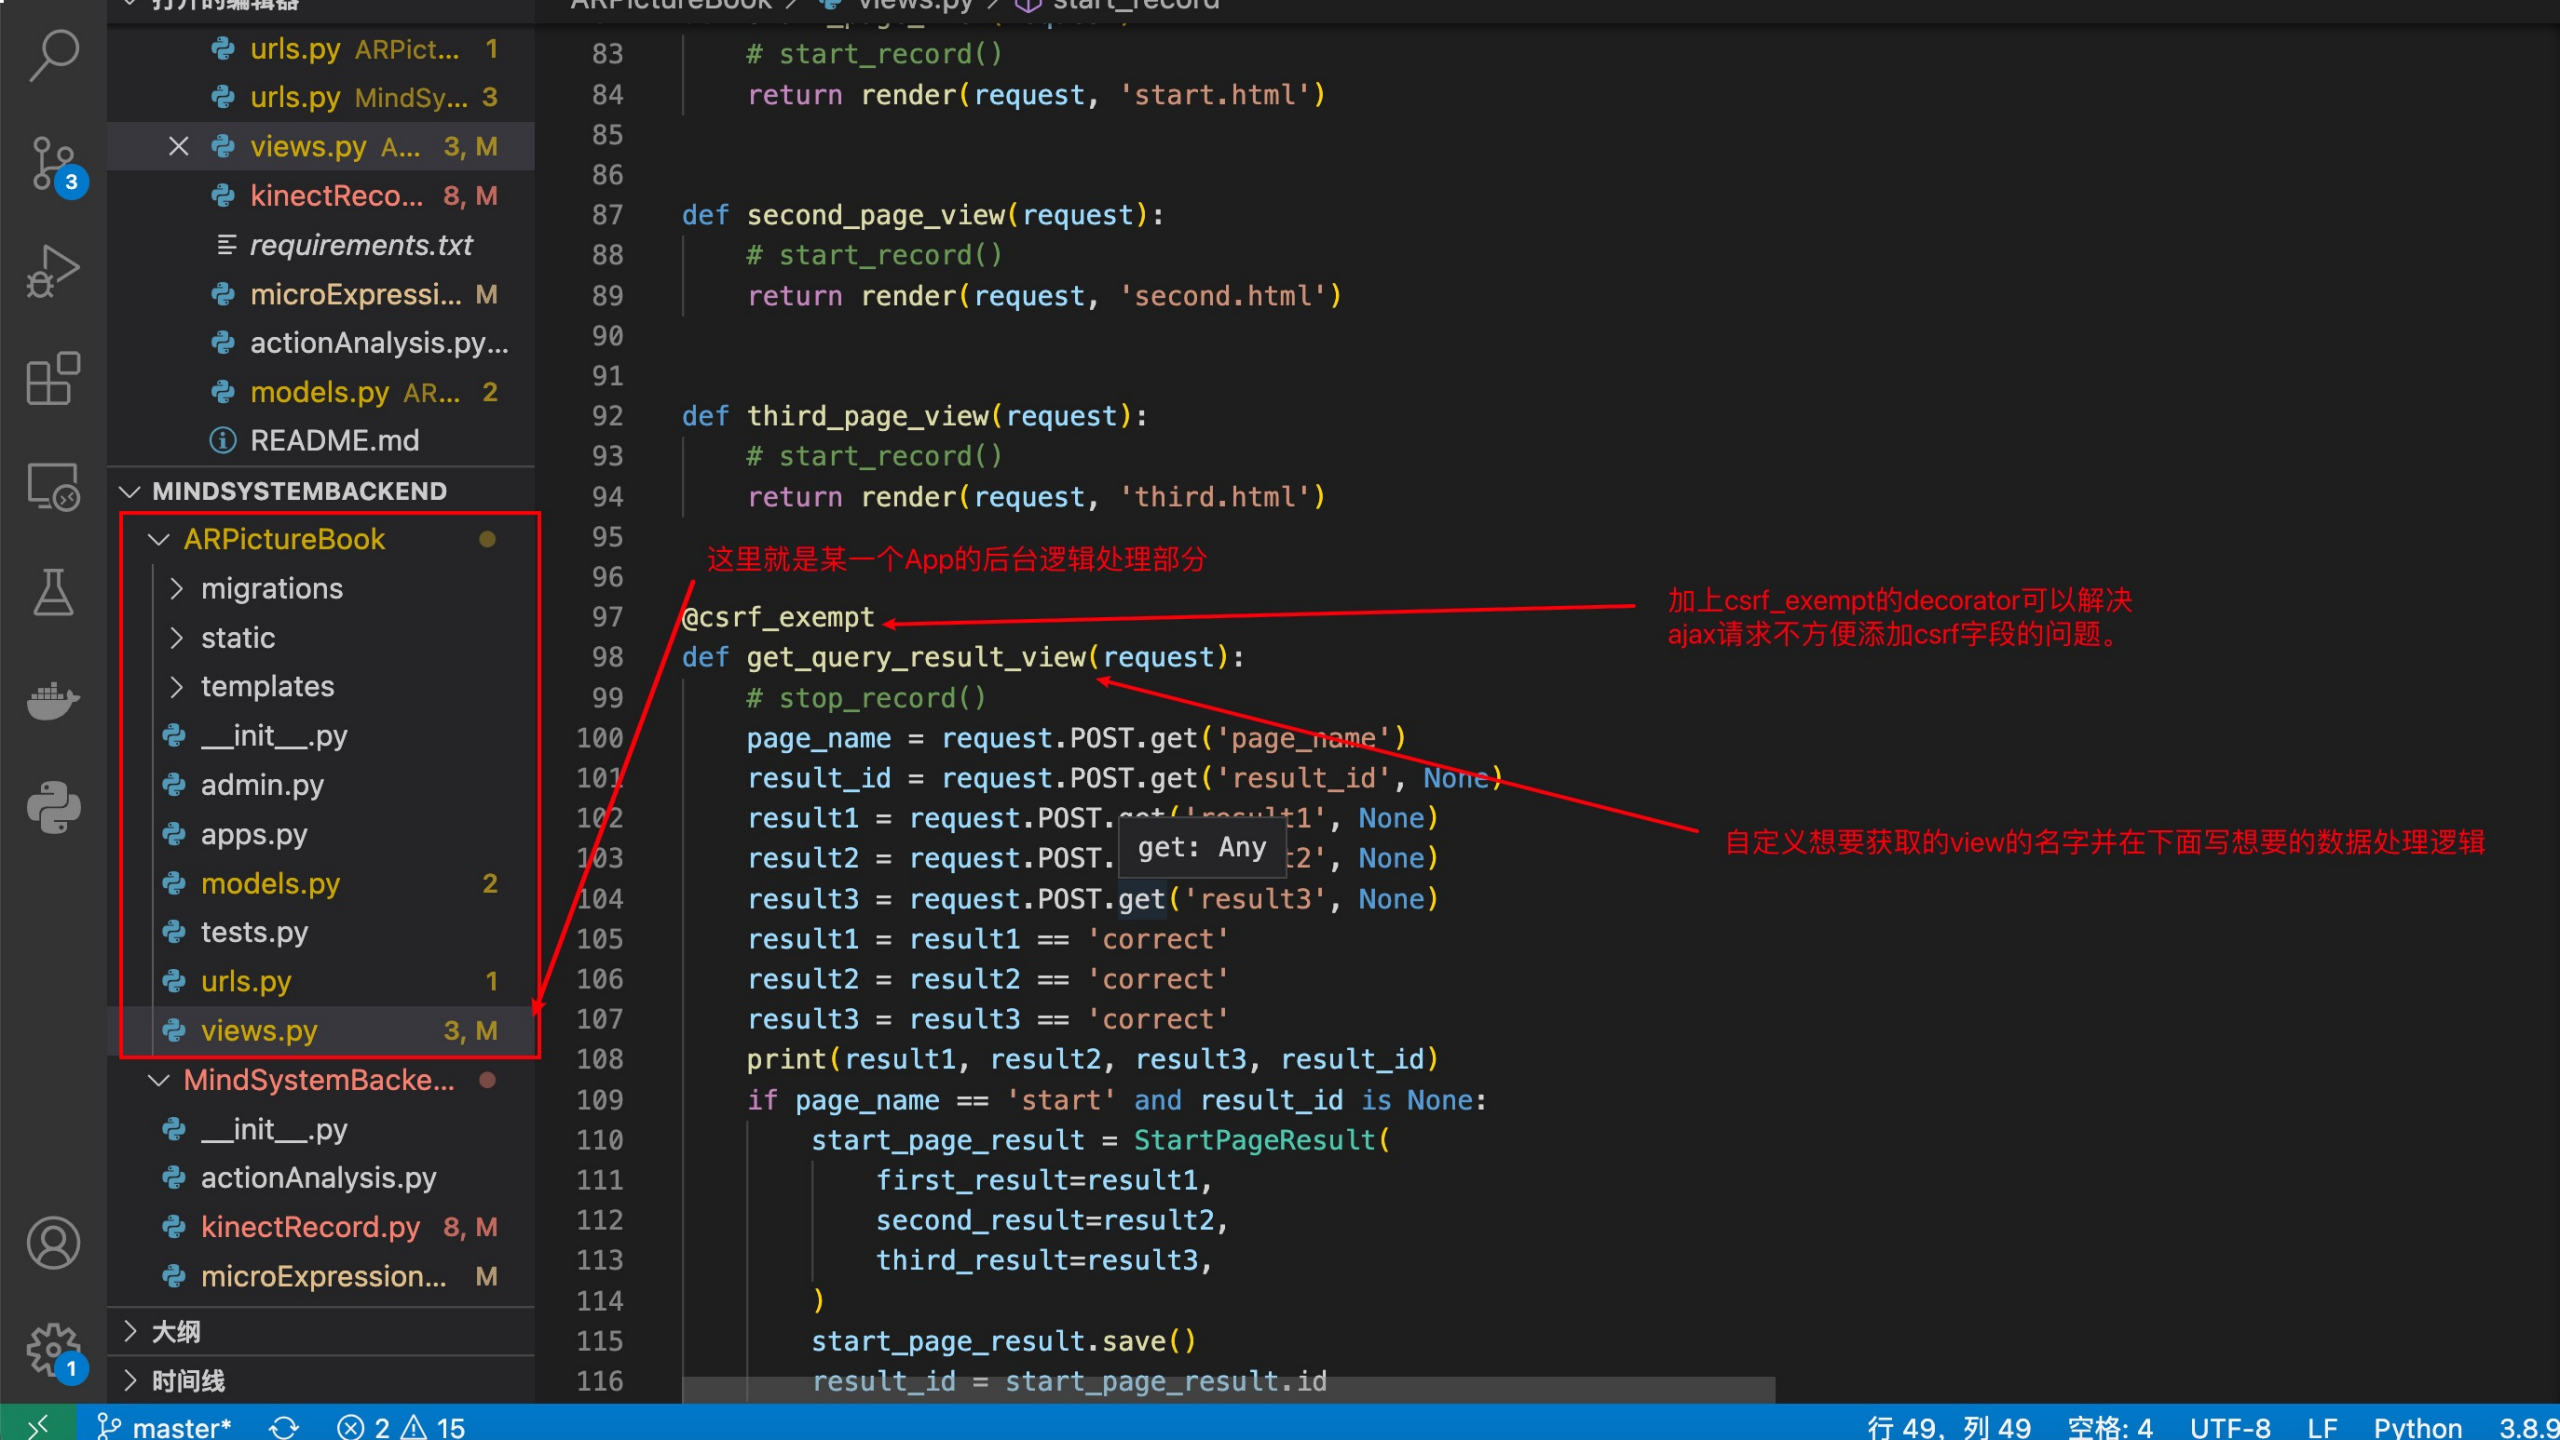 打开的编辑器
urls.py ARPict... 1
urls.py MindSy... 3
views.py A... 3, M
kinectReco... 8, M
requirements.txt
microExpressi... M
actionAnalysis.py...
models.py AR... 2
README.md
MINDSYSTEMBACKEND
ARPictureBook
migrations
static
templates
__init__.py
admin.py
apps.py
models.py 2
tests.py
urls.py 1
views.py 3, M
MindSystemBacke...
__init__.py
actionAnalysis.py
kinectRecord.py 8, M
microExpression... M
大纲
时间线
3
1
ARPictureBook > views.py > start_record
83 # start_record()
84 return render(request, 'start.html')
85
86
87 def second_page_view(request):
88 # start_record()
89 return render(request, 'second.html')
90
91
92 def third_page_view(request):
93 # start_record()
94 return render(request, 'third.html')
95
这里就是某一个App的后台逻辑处理部分
96
97 @csrf_exempt
加上csrf_exempt的decorator可以解决
ajax请求不方便添加csrf字段的问题。
98 def get_query_result_view(request):
99 # stop_record()
100 page_name = request.POST.get('page_name')
101 result_id = request.POST.get('result_id', None)
102 result1 = request.POST.get('result1', None)
get: Any
自定义想要获取的view的名字并在下面写想要的数据处理逻辑
103 result2 = request.POST. t2', None)
104 result3 = request.POST.get('result3', None)
105 result1 = result1 == 'correct'
106 result2 = result2 == 'correct'
107 result3 = result3 == 'correct'
108 print(result1, result2, result3, result_id)
109 if page_name == 'start' and result_id is None:
110 start_page_result = StartPageResult(
111 first_result=result1,
112 second_result=result2,
113 third_result=result3,
114 )
115 start_page_result.save()
116 result_id = start_page_result.id
master* 2 15 行 49，列 49 空格: 4 UTF-8 LF Python 3.8.9